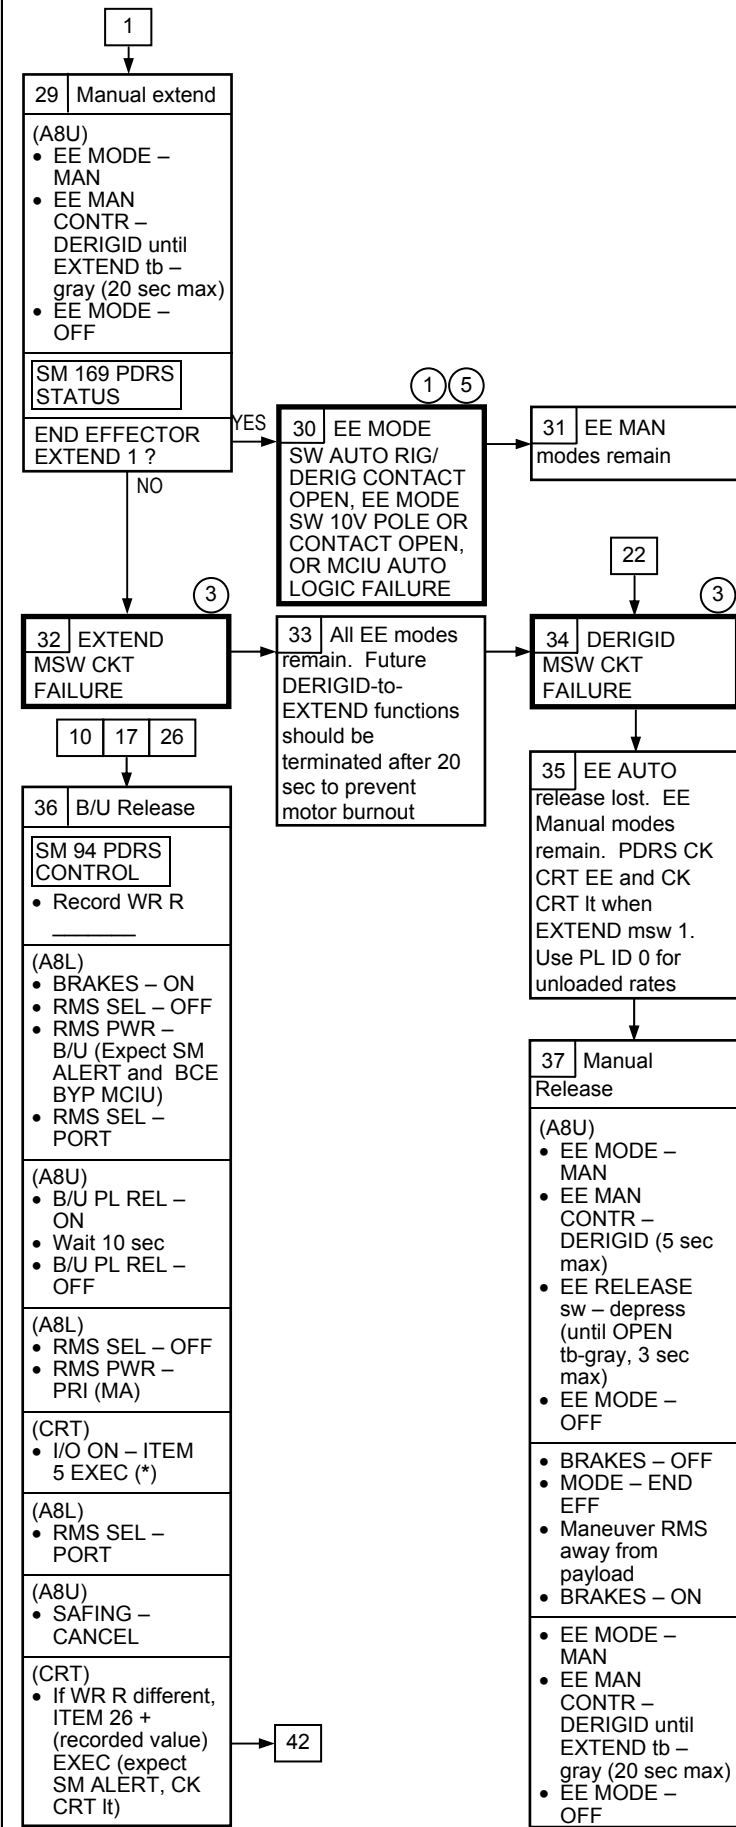 1
29 Manual extend
(A8U)
• EE MODE –
MAN
• EE MAN
CONTR –
DERIGID until
EXTEND tb –
gray (20 sec max)
• EE MODE –
OFF
SM 169 PDRS
STATUS
END EFFECTOR
EXTEND 1 ?
YES
NO
1 5
30 EE MODE
SW AUTO RIG/
DERIG CONTACT
OPEN, EE MODE
SW 10V POLE OR
CONTACT OPEN,
OR MCIU AUTO
LOGIC FAILURE
31 EE MAN
modes remain
3
32 EXTEND
MSW CKT
FAILURE
33 All EE modes
remain. Future
DERIGID-to-
EXTEND functions
should be
terminated after 20
sec to prevent
motor burnout
22
3
34 DERIGID
MSW CKT
FAILURE
35 EE AUTO
release lost. EE
Manual modes
remain. PDRS CK
CRT EE and CK
CRT lt when
EXTEND msw 1.
Use PL ID 0 for
unloaded rates
10 17 26
36 B/U Release
SM 94 PDRS
CONTROL
• Record WR R
_______
(A8L)
• BRAKES – ON
• RMS SEL – OFF
• RMS PWR –
B/U (Expect SM
ALERT and BCE
BYP MCIU)
• RMS SEL –
PORT
(A8U)
• B/U PL REL –
ON
• Wait 10 sec
• B/U PL REL –
OFF
(A8L)
• RMS SEL – OFF
• RMS PWR –
PRI (MA)
(CRT)
• I/O ON – ITEM
5 EXEC (*)
(A8L)
• RMS SEL –
PORT
(A8U)
• SAFING –
CANCEL
(CRT)
• If WR R different,
ITEM 26 +
(recorded value)
EXEC (expect
SM ALERT, CK
CRT lt)
42
37 Manual
Release
(A8U)
• EE MODE –
MAN
• EE MAN
CONTR –
DERIGID (5 sec
max)
• EE RELEASE
sw – depress
(until OPEN
tb-gray, 3 sec
max)
• EE MODE –
OFF
• BRAKES – OFF
• MODE – END
EFF
• Maneuver RMS
away from
payload
• BRAKES – ON
• EE MODE –
MAN
• EE MAN
CONTR –
DERIGID until
EXTEND tb –
gray (20 sec max)
• EE MODE –
OFF